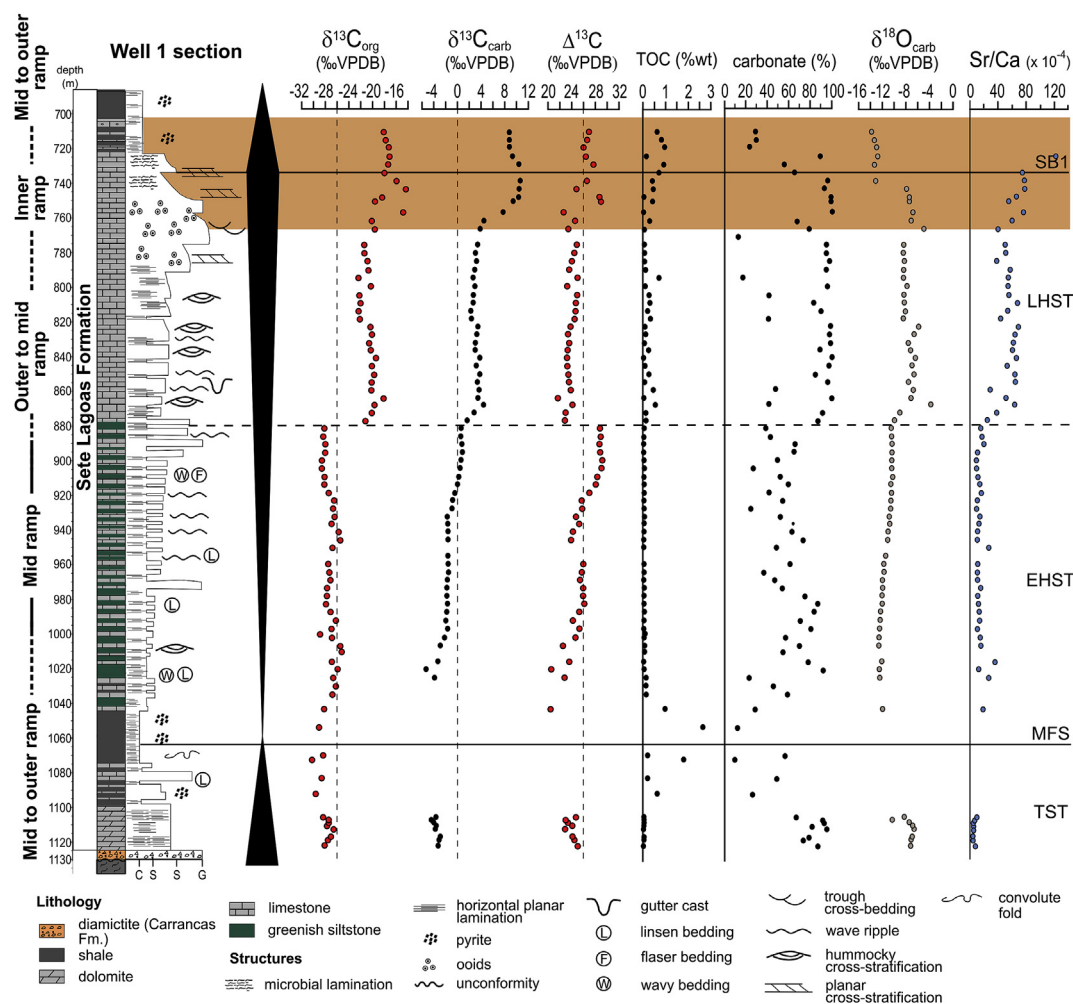 Well 1 section
δ13Corg
(‰VPDB)
δ13Ccarb
(‰VPDB)
Δ13C
(‰VPDB)
TOC (%wt)
carbonate (%)
δ18Ocarb
(‰VPDB)
Sr/Ca (x 10-4)
depth
(m)
-32 -28 -24 -20 -16
-4 0 4 8 12
20 24 28 32
0 1 2 3
0 20 40 60 80 100
-16 -12 -8 -4 0
0 40 80 120
Mid to outer
ramp
Inner
ramp
Outer to mid
ramp
Mid ramp
Mid to outer ramp
Sete Lagoas Formation
700
720
740
760
780
800
820
840
860
880
900
920
940
960
980
1000
1020
1040
1060
1080
1100
1120
1130
W F
L
L
W L
L
SB1
LHST
EHST
MFS
TST
C S S G
Lithology
diamictite (Carrancas
Fm.)
shale
dolomite
limestone
greenish siltstone
Structures
microbial lamination
horizontal planar
lamination
pyrite
ooids
unconformity
gutter cast
L linsen bedding
F flaser bedding
W wavy bedding
trough
cross-bedding
wave ripple
hummocky
cross-stratification
planar
cross-stratification
convolute
fold